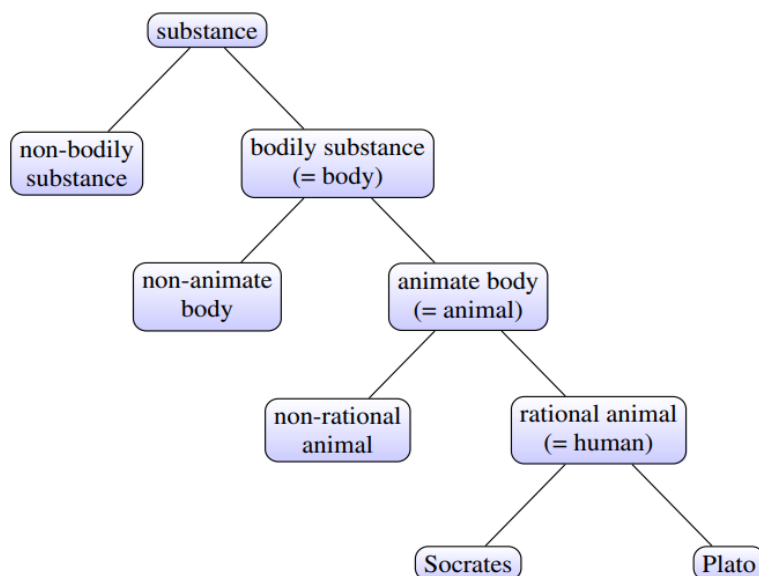 substance
non-bodily
substance
bodily substance
(= body)
non-animate
body
animate body
(= animal)
non-rational
animal
rational animal
(= human)
Socrates
Plato